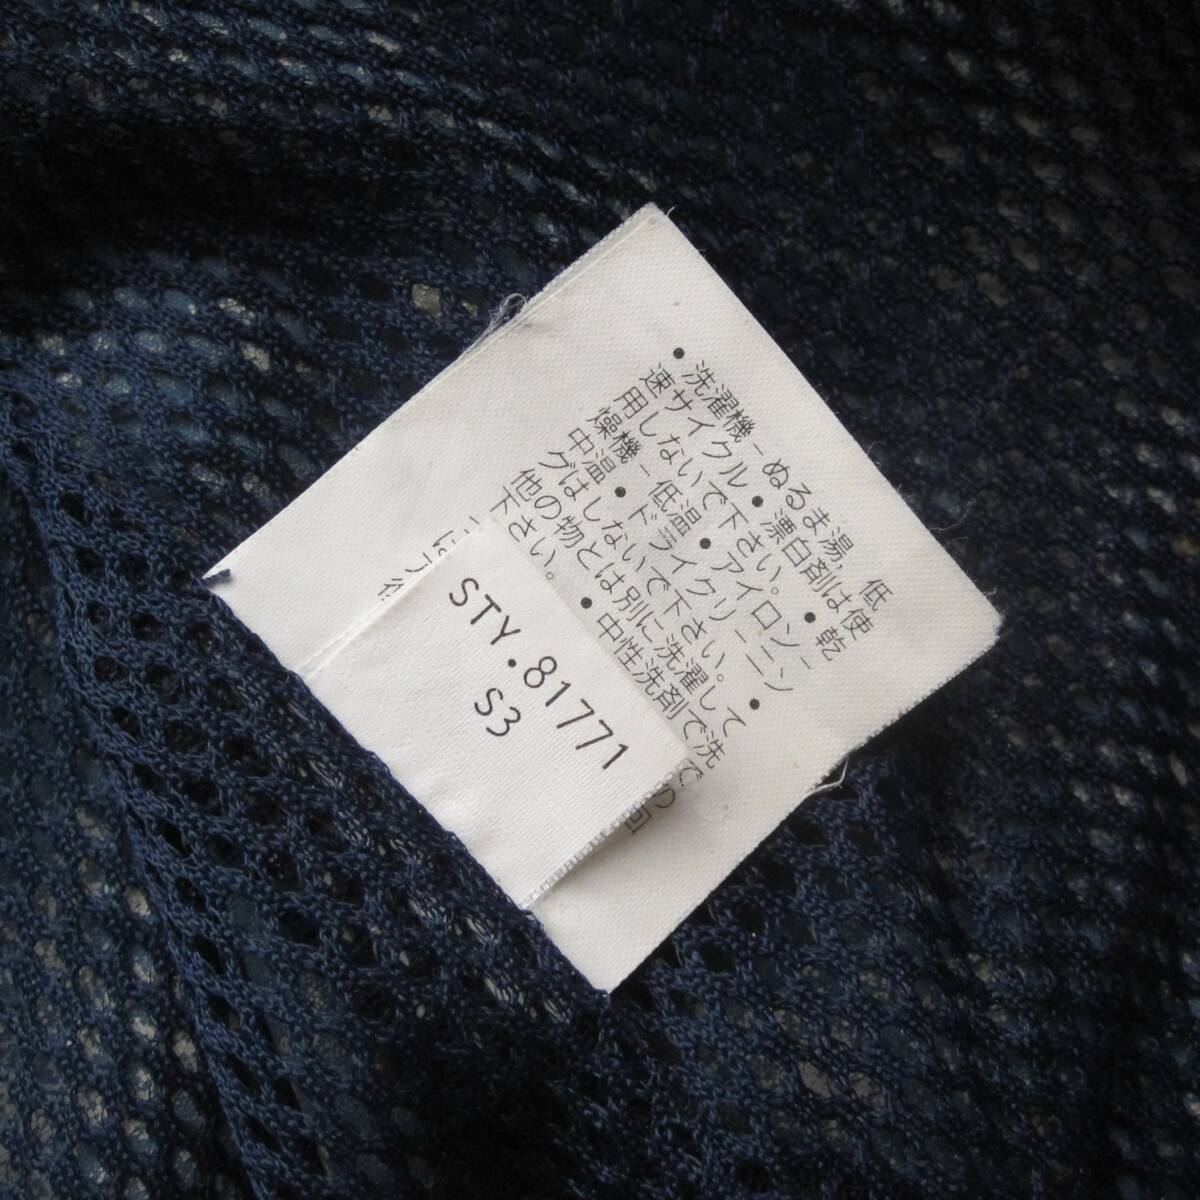 • 洗濯機 – ぬるま湯, 低
速サイクル • 漂白剤は使
用しないで下さい。 • 乾
燥機 – 低温 • アイロン –
中温 • ドライクリーニン
グはしないで下さい。 •
他の物とは別に洗濯して
下さい。 • 中性洗剤で洗
STY.81771
S3